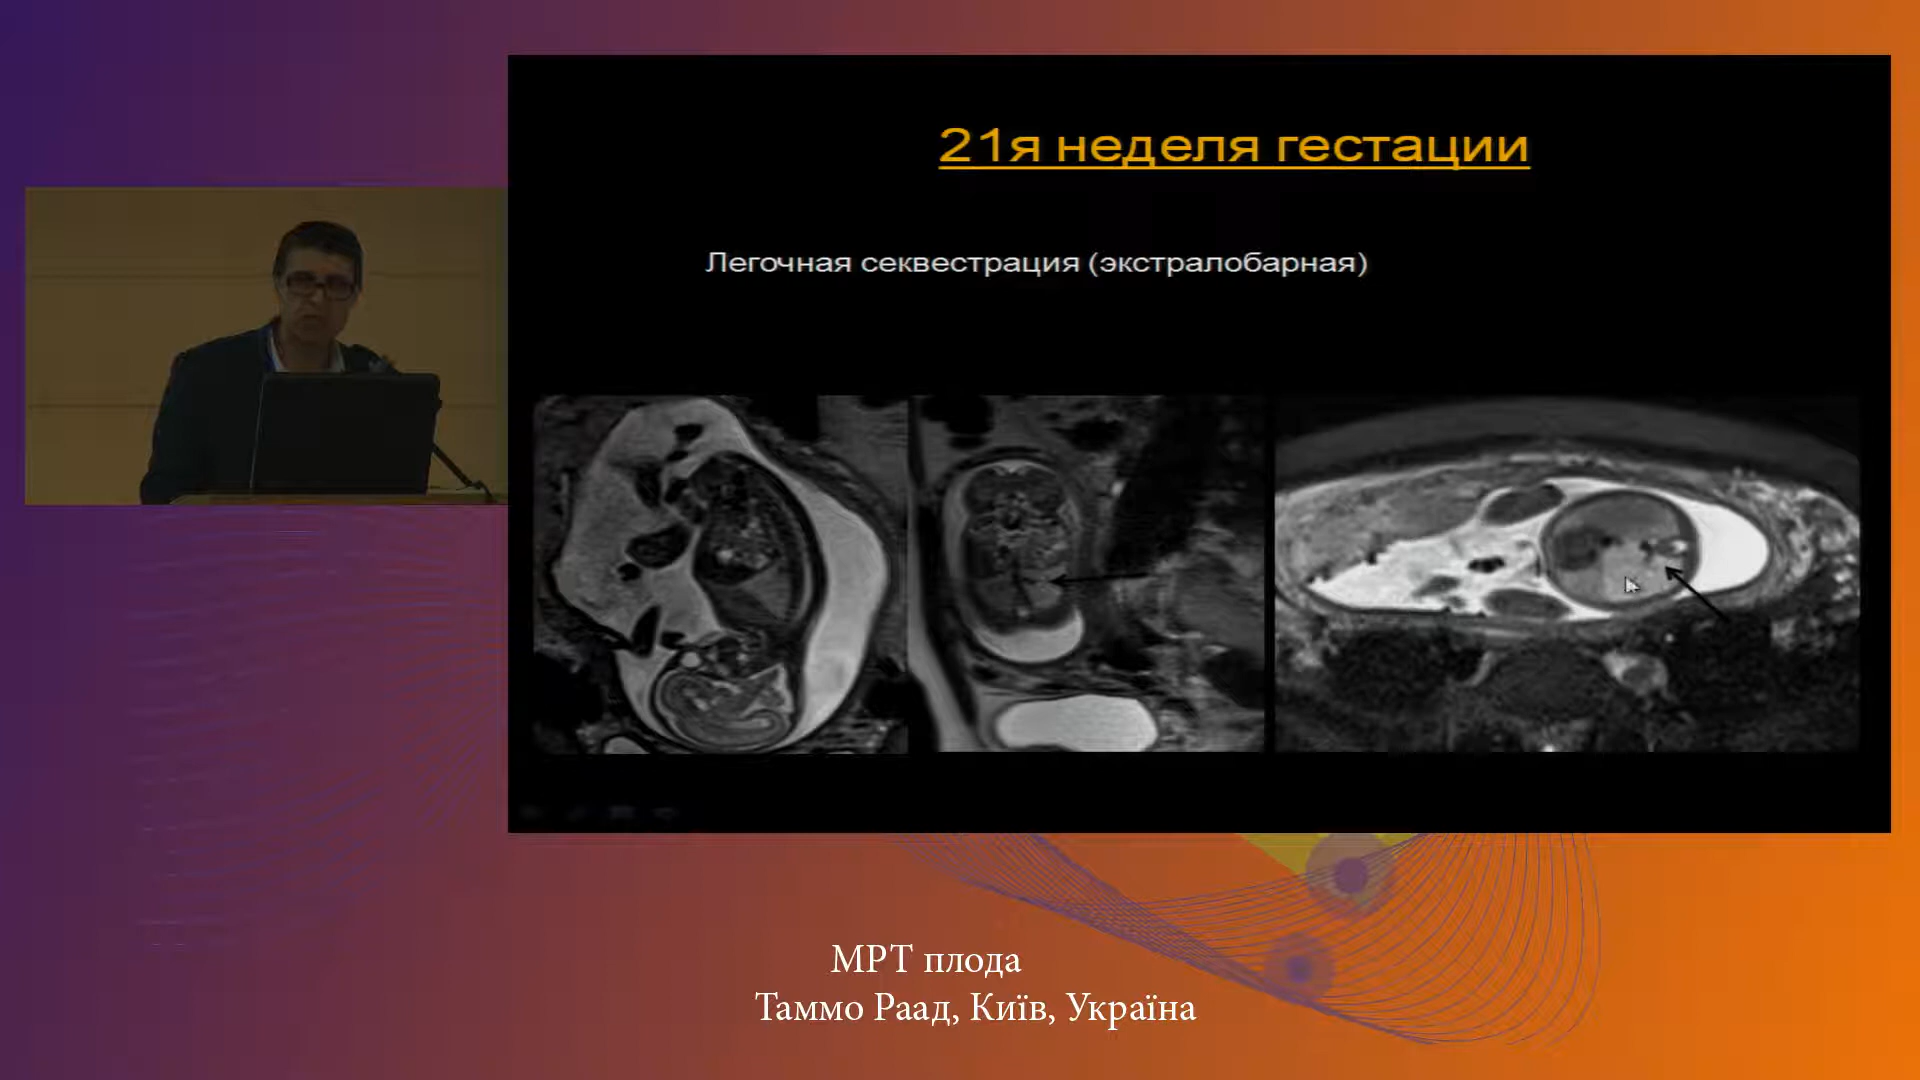 21я неделя гестации
Легочная секвестрация (экстралобарная)
МРТ плода
Таммо Раад, Київ, Україна